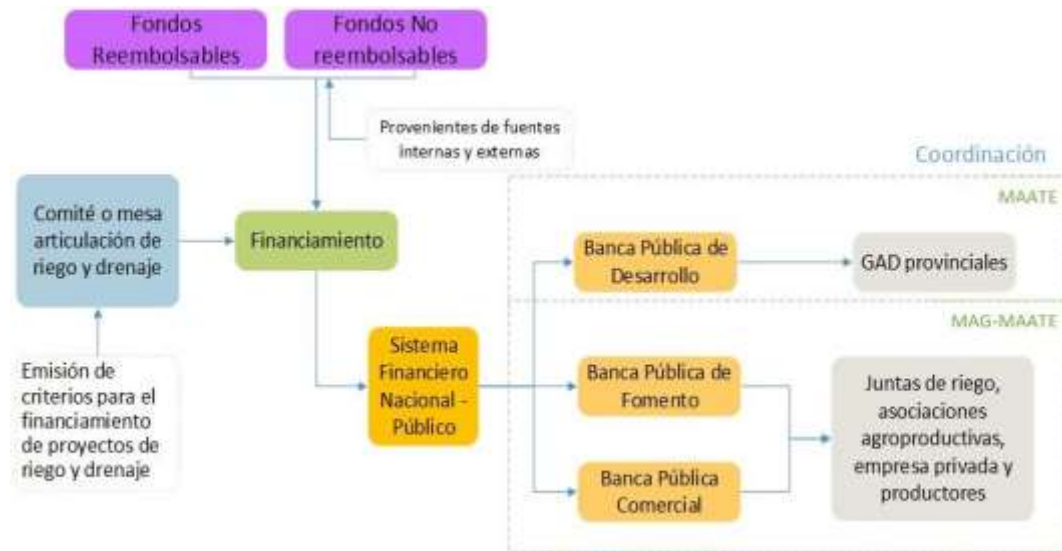 Fondos
Reembolsables
Fondos No
reembolsables
Provenientes de fuentes
internas y externas
Coordinación
MAATE
Comité o mesa
articulación de
riego y drenaje
Financiamiento
Banca Pública de
Desarrollo
GAD provinciales
MAG-MAATE
Emisión de
criterios para el
financiamiento
de proyectos de
riego y drenaje
Sistema
Financiero
Nacional -
Público
Banca Pública de
Fomento
Banca Pública
Comercial
Juntas de riego,
asociaciones
agroproductivas,
empresa privada y
productores